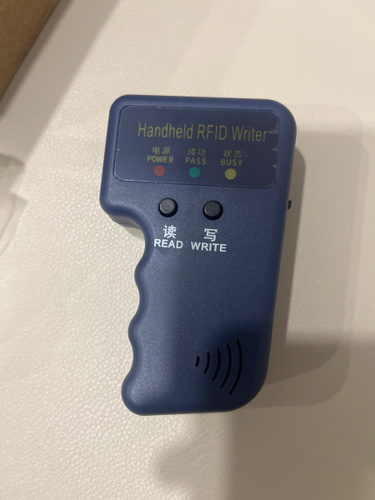 Handheld RFID Writer
电源 成功 状态
POWER PASS BUSY
读 写
READ WRITE